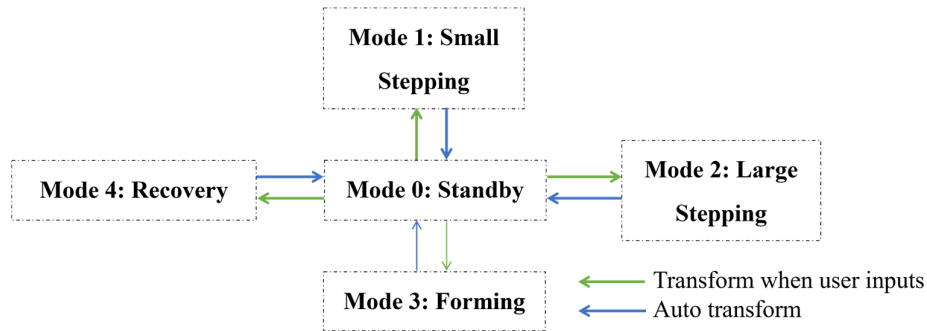 Mode 1: Small
Stepping
Mode 4: Recovery
Mode 0: Standby
Mode 2: Large
Stepping
Mode 3: Forming
Transform when user inputs
Auto transform